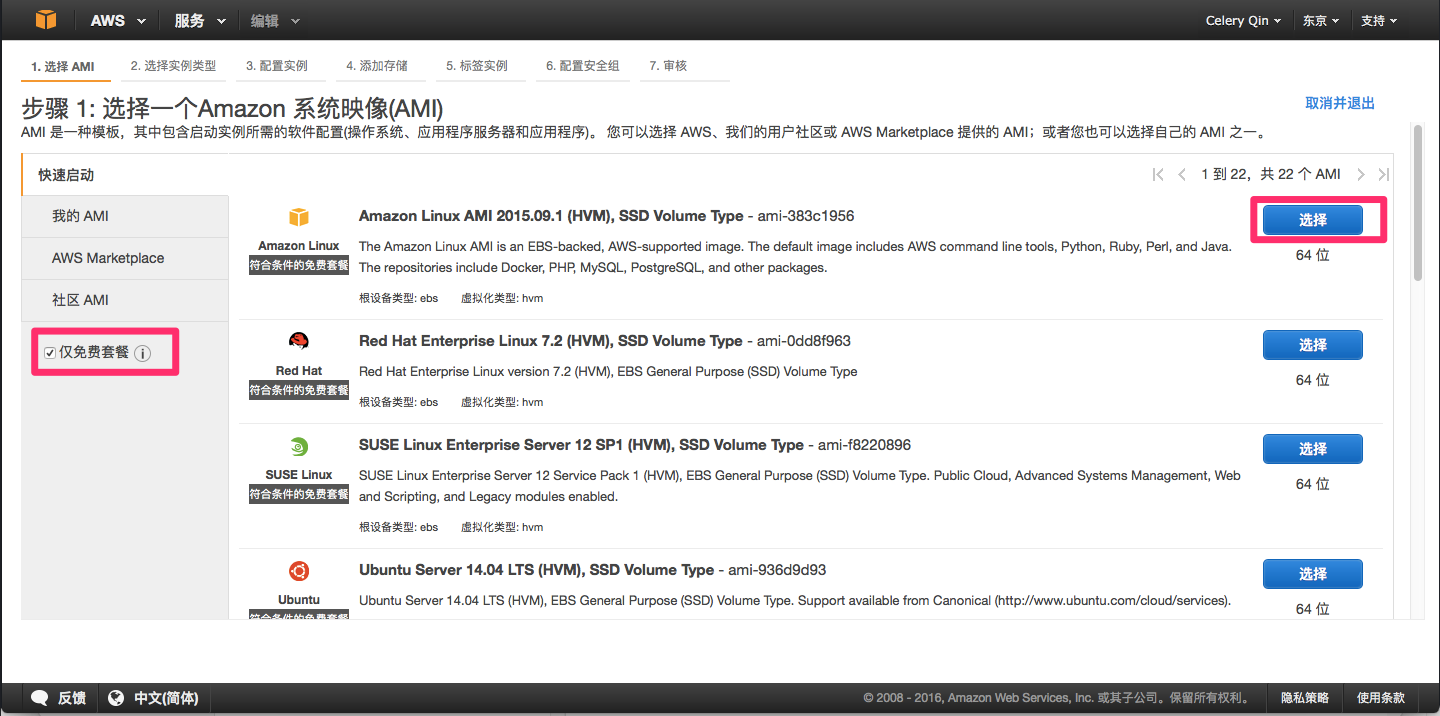 AWS 服务 编辑 Celery Qin 东京 支持
1. 选择 AMI 2. 选择实例类型 3. 配置实例 4. 添加存储 5. 标签实例 6. 配置安全组 7. 审核
步骤 1: 选择一个Amazon 系统映像(AMI)
取消并退出
AMI 是一种模板，其中包含启动实例所需的软件配置(操作系统、应用程序服务器和应用程序)。 您可以选择 AWS、我们的用户社区或 AWS Marketplace 提供的 AMI；或者您也可以选择自己的 AMI 之一。
快速启动
我的 AMI
AWS Marketplace
社区 AMI
仅免费套餐
1 到 22，共 22 个 AMI
Amazon Linux
符合条件的免费套餐
Amazon Linux AMI 2015.09.1 (HVM), SSD Volume Type - ami-383c1956
The Amazon Linux AMI is an EBS-backed, AWS-supported image. The default image includes AWS command line tools, Python, Ruby, Perl, and Java.
The repositories include Docker, PHP, MySQL, PostgreSQL, and other packages.
根设备类型: ebs 虚拟化类型: hvm
选择
64 位
Red Hat
符合条件的免费套餐
Red Hat Enterprise Linux 7.2 (HVM), SSD Volume Type - ami-0dd8f963
Red Hat Enterprise Linux version 7.2 (HVM), EBS General Purpose (SSD) Volume Type
根设备类型: ebs 虚拟化类型: hvm
选择
64 位
SUSE Linux
符合条件的免费套餐
SUSE Linux Enterprise Server 12 SP1 (HVM), SSD Volume Type - ami-f8220896
SUSE Linux Enterprise Server 12 Service Pack 1 (HVM), EBS General Purpose (SSD) Volume Type. Public Cloud, Advanced Systems Management, Web
and Scripting, and Legacy modules enabled.
根设备类型: ebs 虚拟化类型: hvm
选择
64 位
Ubuntu
符合条件的免费套餐
Ubuntu Server 14.04 LTS (HVM), SSD Volume Type - ami-936d9d93
Ubuntu Server 14.04 LTS (HVM), EBS General Purpose (SSD) Volume Type. Support available from Canonical (http://www.ubuntu.com/cloud/services).
选择
64 位
反馈 中文(简体) © 2008 - 2016, Amazon Web Services, Inc. 或其子公司。保留所有权利。 隐私策略 使用条款